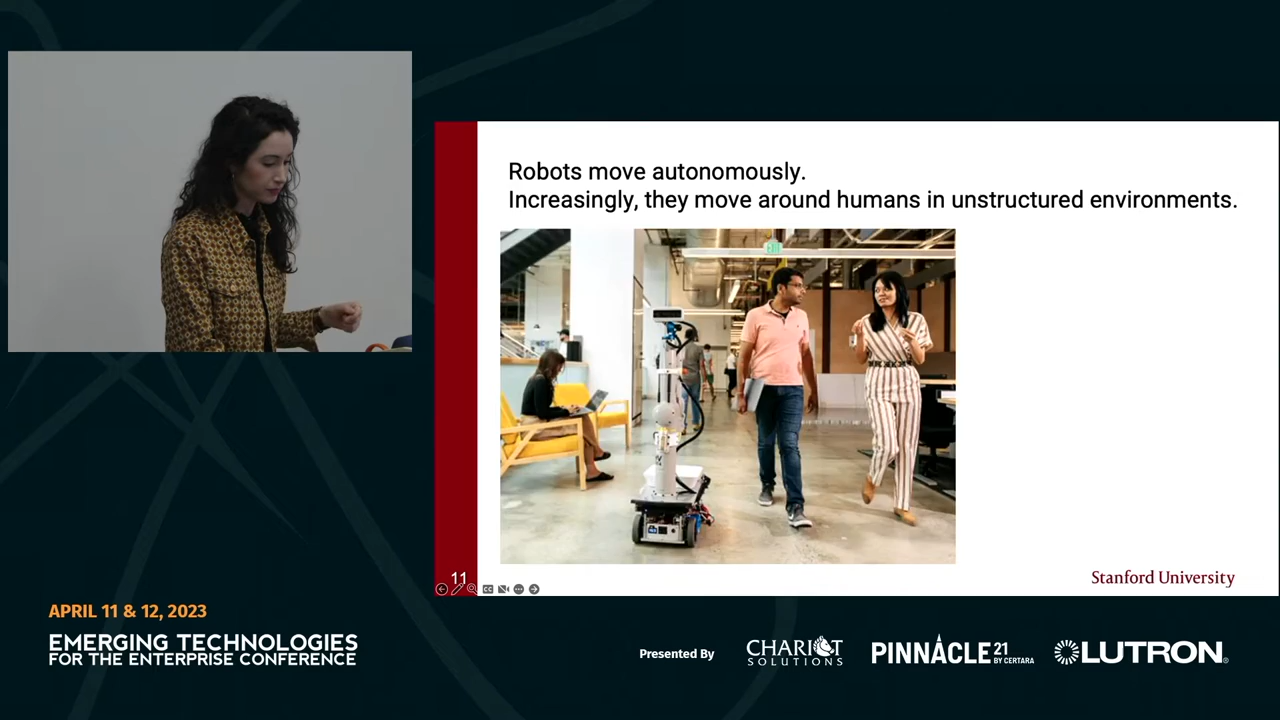 Robots move autonomously.
Increasingly, they move around humans in unstructured environments.
EXIT
11
Stanford University
APRIL 11 & 12, 2023
EMERGING TECHNOLOGIES
FOR THE ENTERPRISE CONFERENCE
Presented By
CHARIOT
SOLUTIONS
PINNACLE 21
BY CERTARA
LUTRON®